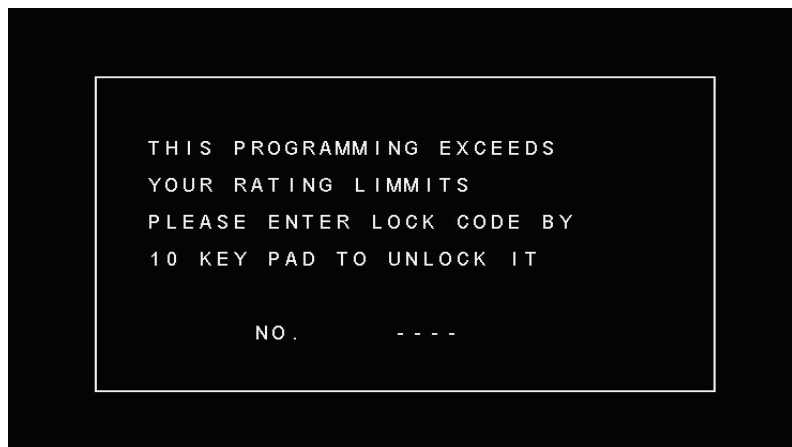 THIS PROGRAMMING EXCEEDS
YOUR RATING LIMMITS
PLEASE ENTER LOCK CODE BY
10 KEY PAD TO UNLOCK IT
NO. ----